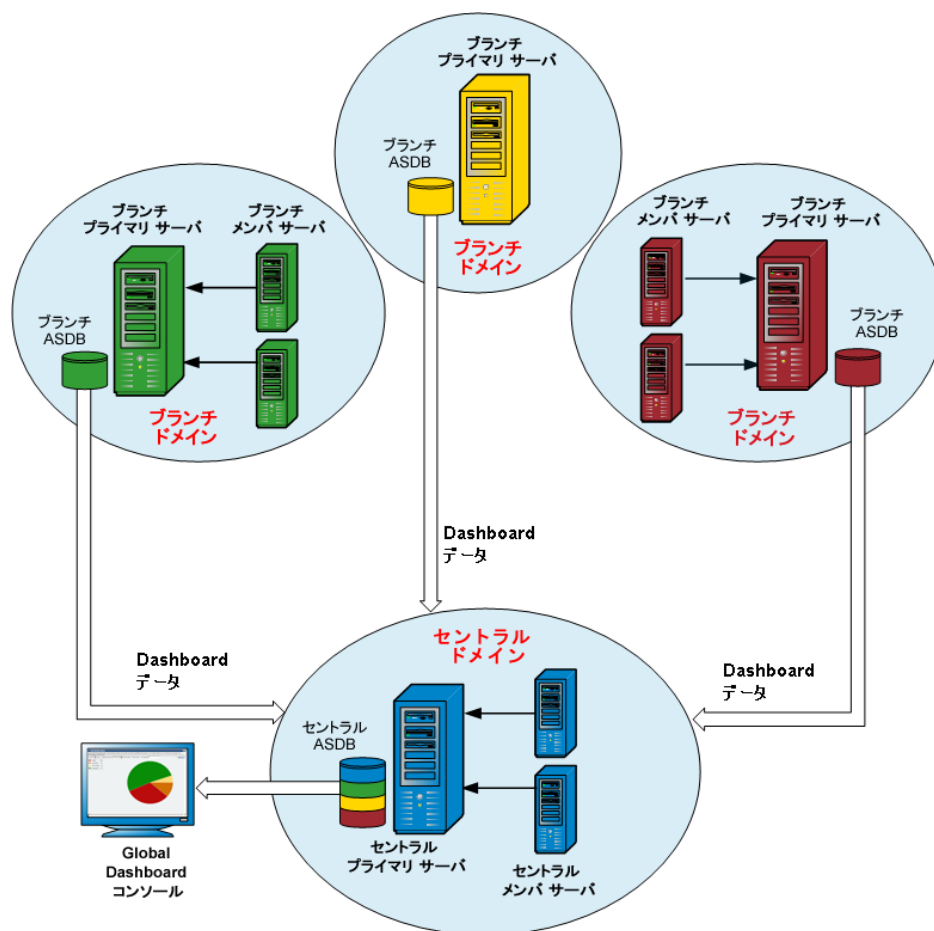 ブランチ
プライマリ サーバ
ブランチ
ASDB
ブランチ
ドメイン
ブランチ
プライマリ サーバ
ブランチ
メンバ サーバ
ブランチ
ASDB
ブランチ
ドメイン
ブランチ
メンバ サーバ
ブランチ
プライマリ サーバ
ブランチ
ASDB
ブランチ
ドメイン
Dashboard
データ
Dashboard
データ
Dashboard
データ
セントラル
ドメイン
セントラル
ASDB
セントラル
プライマリ サーバ
セントラル
メンバ サーバ
Global
Dashboard
コンソール